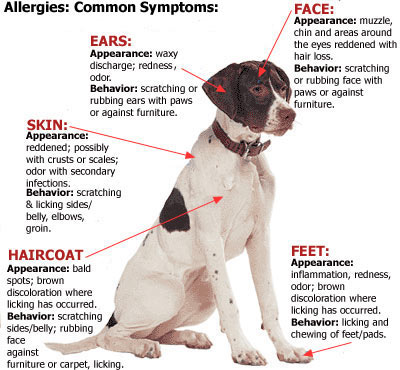 Allergies: Common Symptoms:
FACE:
Appearance: muzzle,
chin and areas around
the eyes reddened with
hair loss.
Behavior: scratching
or rubbing face with
paws or against
furniture.
EARS:
Appearance: waxy
discharge; redness,
odor.
Behavior: scratching or
rubbing ears with paws
or against furniture.
SKIN:
Appearance:
reddened; possibly
with crusts or scales;
odor with secondary
infections.
Behavior: scratching
& licking sides/
belly, elbows,
groin.
HAIRCOAT
Appearance: bald
spots; brown
discoloration where
licking has occurred.
Behavior: scratching
sides/belly; rubbing
face
against
furniture or carpet, licking.
FEET:
Appearance:
inflammation, redness,
odor; brown
discoloration where
licking has occurred.
Behavior: licking and
chewing of feet/pads.